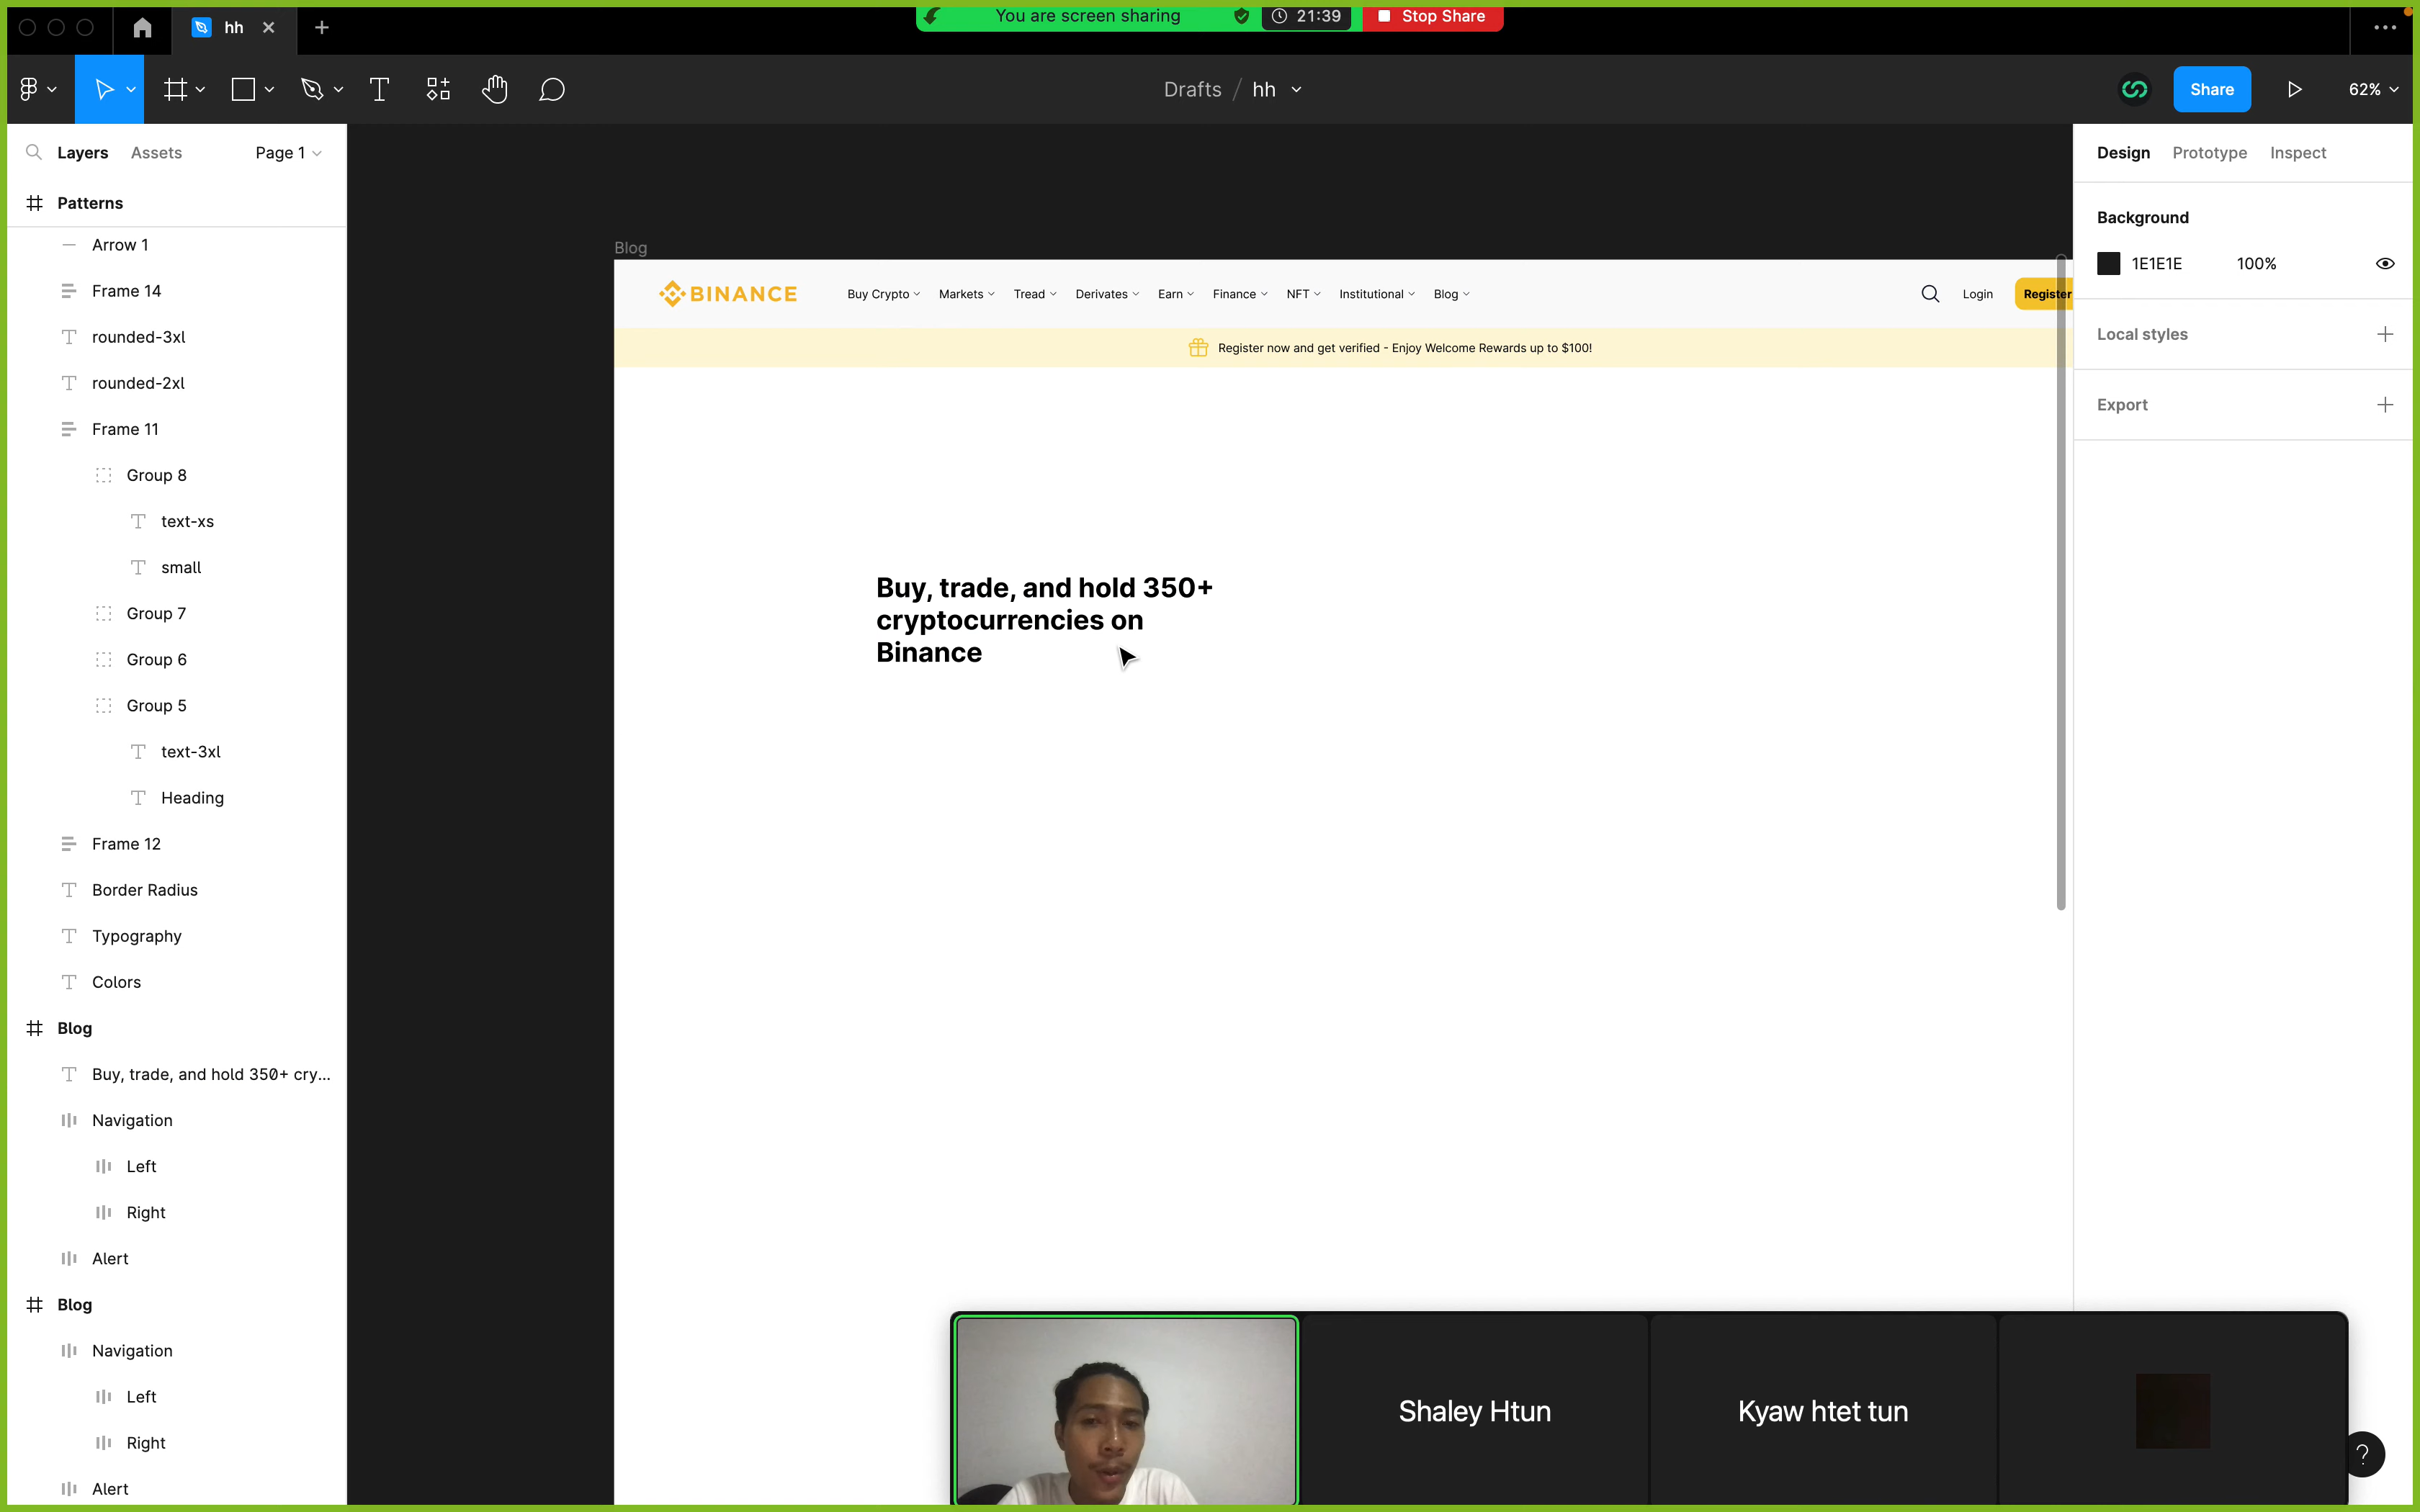 hh
You are screen sharing
21:39
Stop Share
Drafts / hh
Share
62%
Layers
Assets
Page 1
Patterns
Arrow 1
Frame 14
rounded-3xl
rounded-2xl
Frame 11
Group 8
text-xs
small
Group 7
Group 6
Group 5
text-3xl
Heading
Frame 12
Border Radius
Typography
Colors
Blog
Buy, trade, and hold 350+ cry...
Navigation
Left
Right
Alert
Blog
Navigation
Left
Right
Alert
Blog
BINANCE
Buy Crypto
Markets
Tread
Derivates
Earn
Finance
NFT
Institutional
Blog
Login
Register
Register now and get verified - Enjoy Welcome Rewards up to $100!
Buy, trade, and hold 350+
cryptocurrencies on
Binance
Design
Prototype
Inspect
Background
1E1E1E
100%
Local styles
Export
Shaley Htun
Kyaw htet tun
?